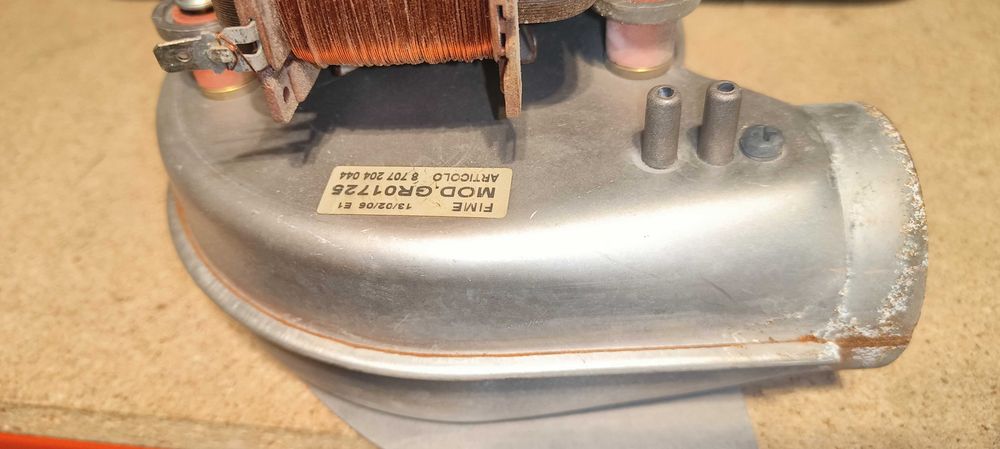 FIME 13/02/06 E1
MOD.GR01725
ARTICOLO 8 707 204 044